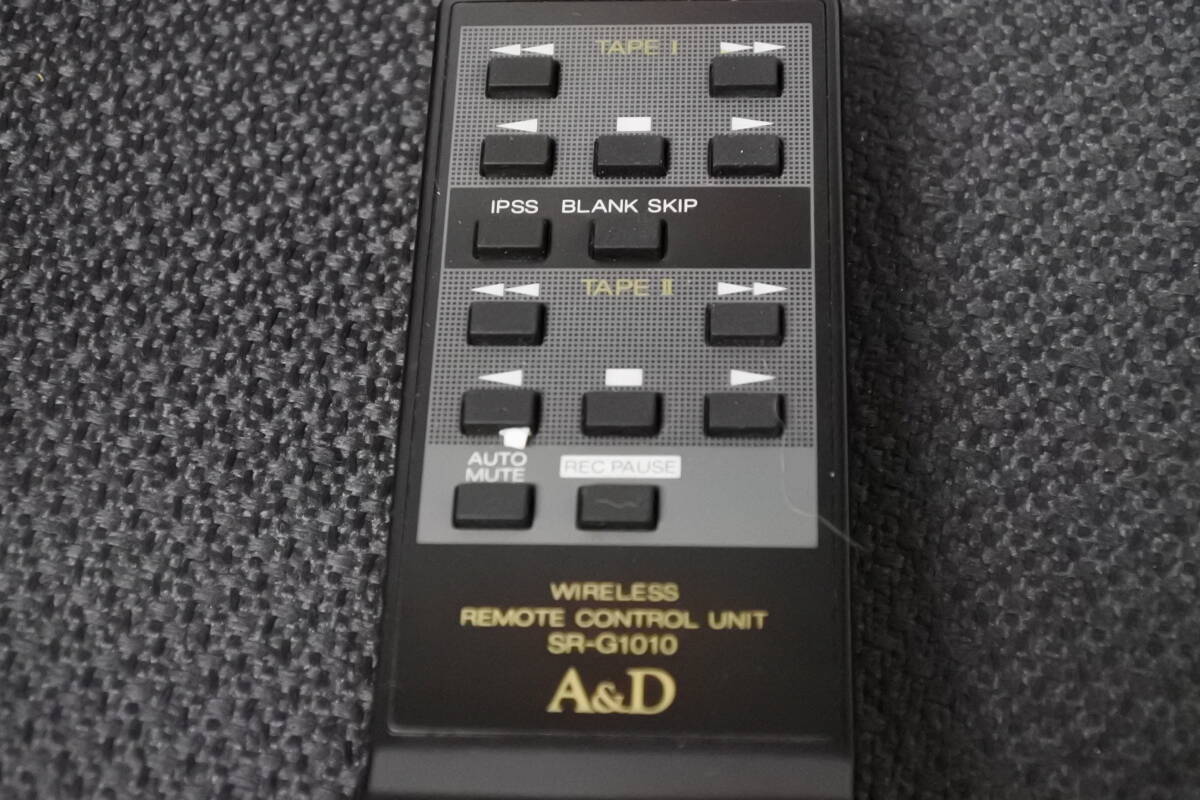 TAPE I
IPSS BLANK SKIP
TAPE II
AUTO
MUTE
REC PAUSE
WIRELESS
REMOTE CONTROL UNIT
SR-G1010
A&D